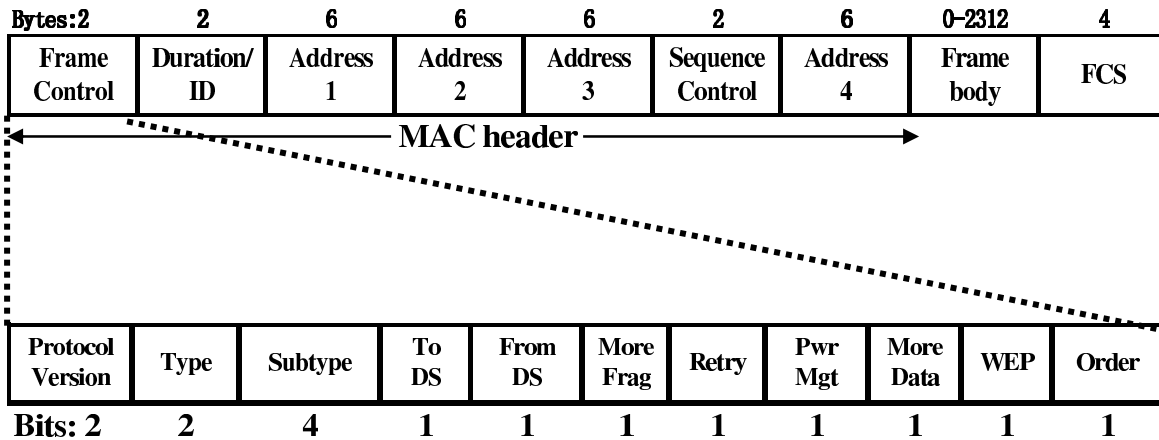 Bytes:2 2 6 6 6 2 6 0-2312 4
Frame Control
Duration/ ID
Address 1
Address 2
Address 3
Sequence Control
Address 4
Frame body
FCS
MAC header
Protocol Version
Type
Subtype
To DS
From DS
More Frag
Retry
Pwr Mgt
More Data
WEP
Order
Bits: 2 2 4 1 1 1 1 1 1 1 1